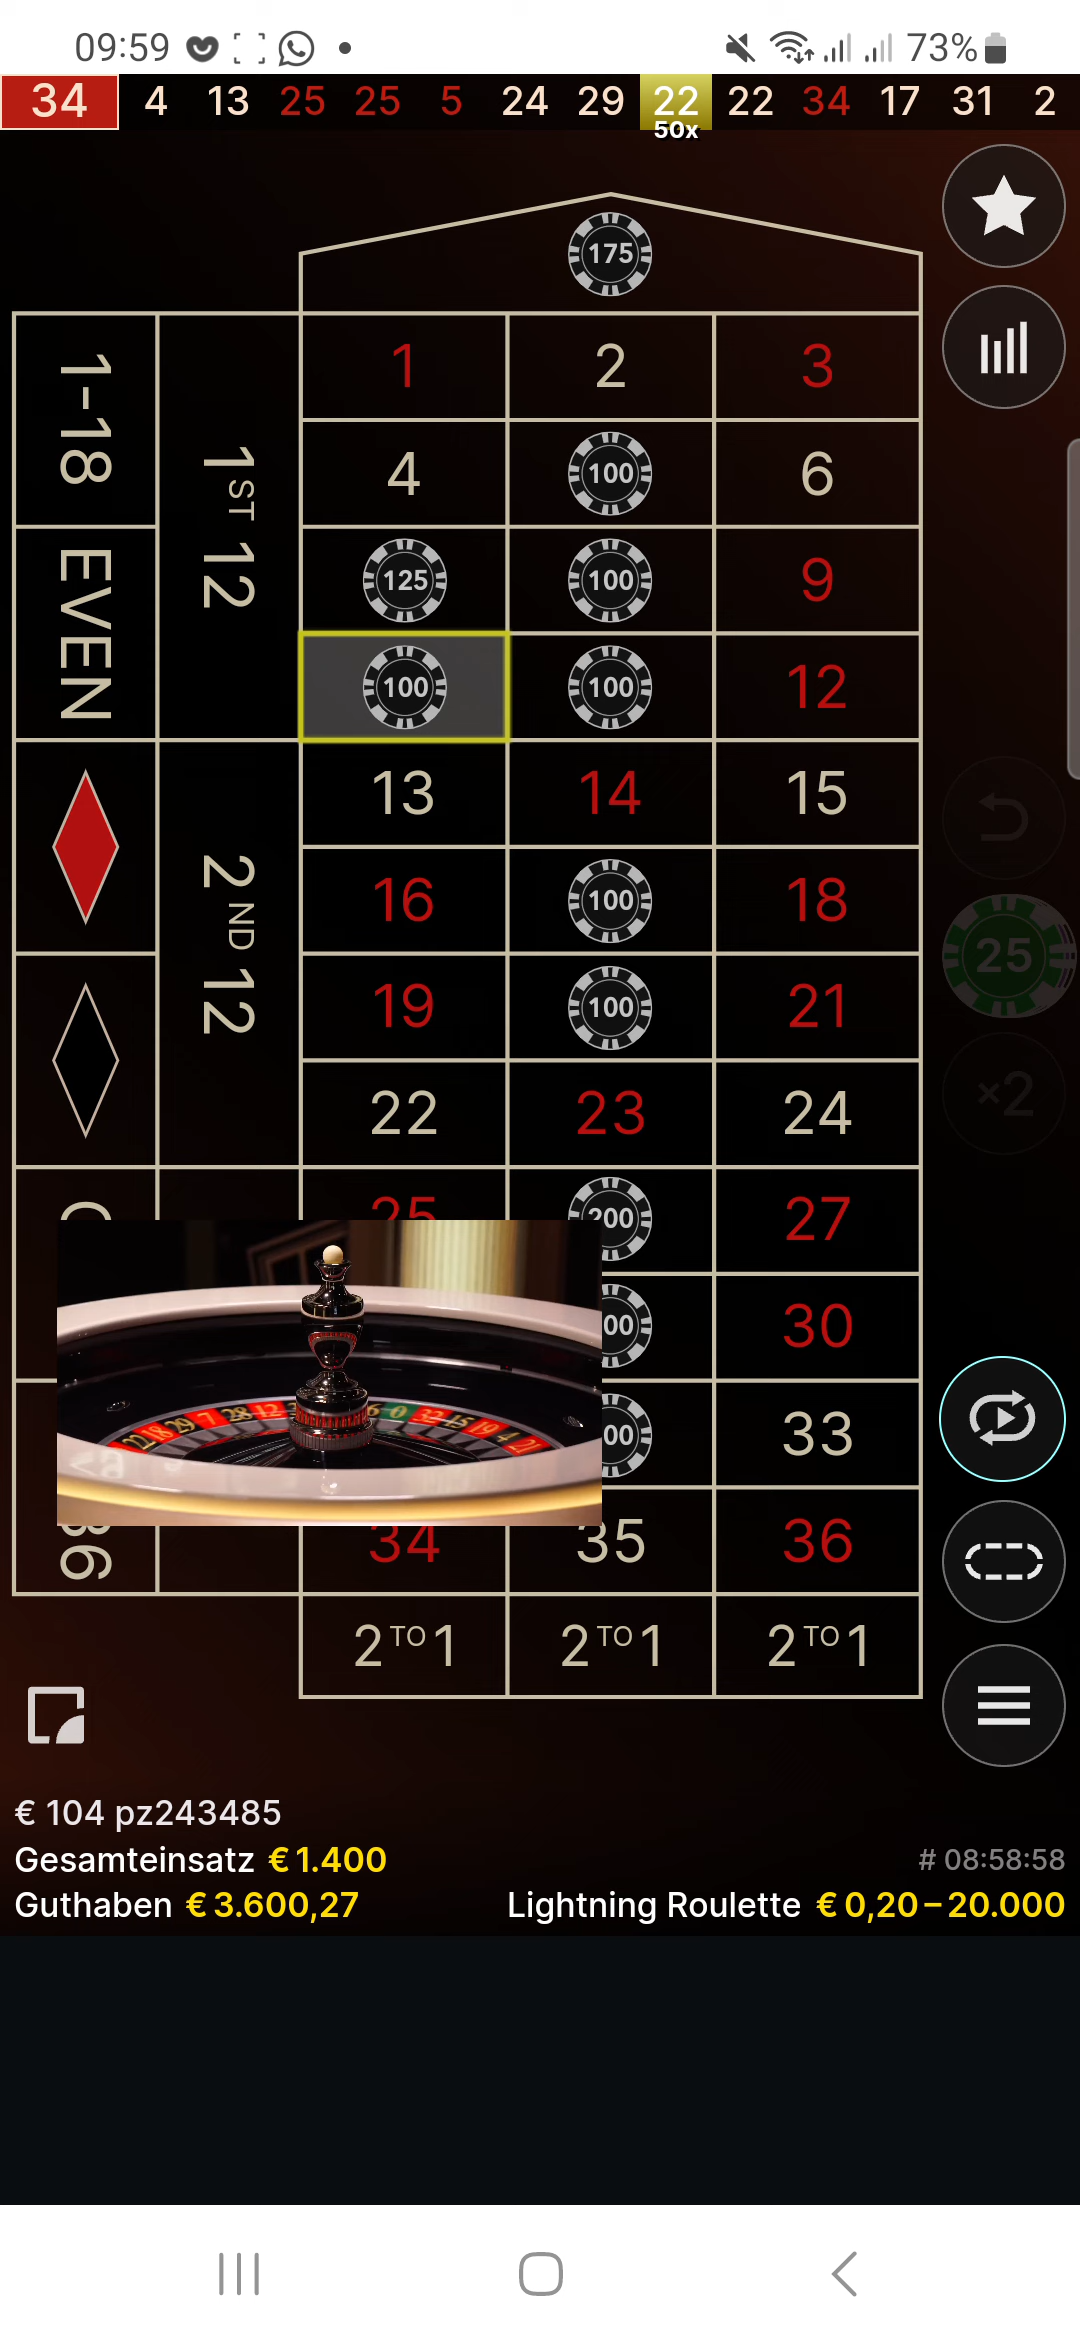 09:59 73%
34 4 13 25 25 5 24 29 22 22 34 17 31 2
50x
175
1 2 3
1-18
1ST 12
4 100 6
EVEN
125 100 9
100 100 12
13 14 15
2ND 12
16 100 18
25
19 100 21
×2
22 23 24
25 200 27
30
33
34 35 36
2 TO 1 2 TO 1 2 TO 1
€ 104 pz243485
Gesamteinsatz € 1.400 # 08:58:58
Guthaben € 3.600,27 Lightning Roulette € 0,20 – 20.000